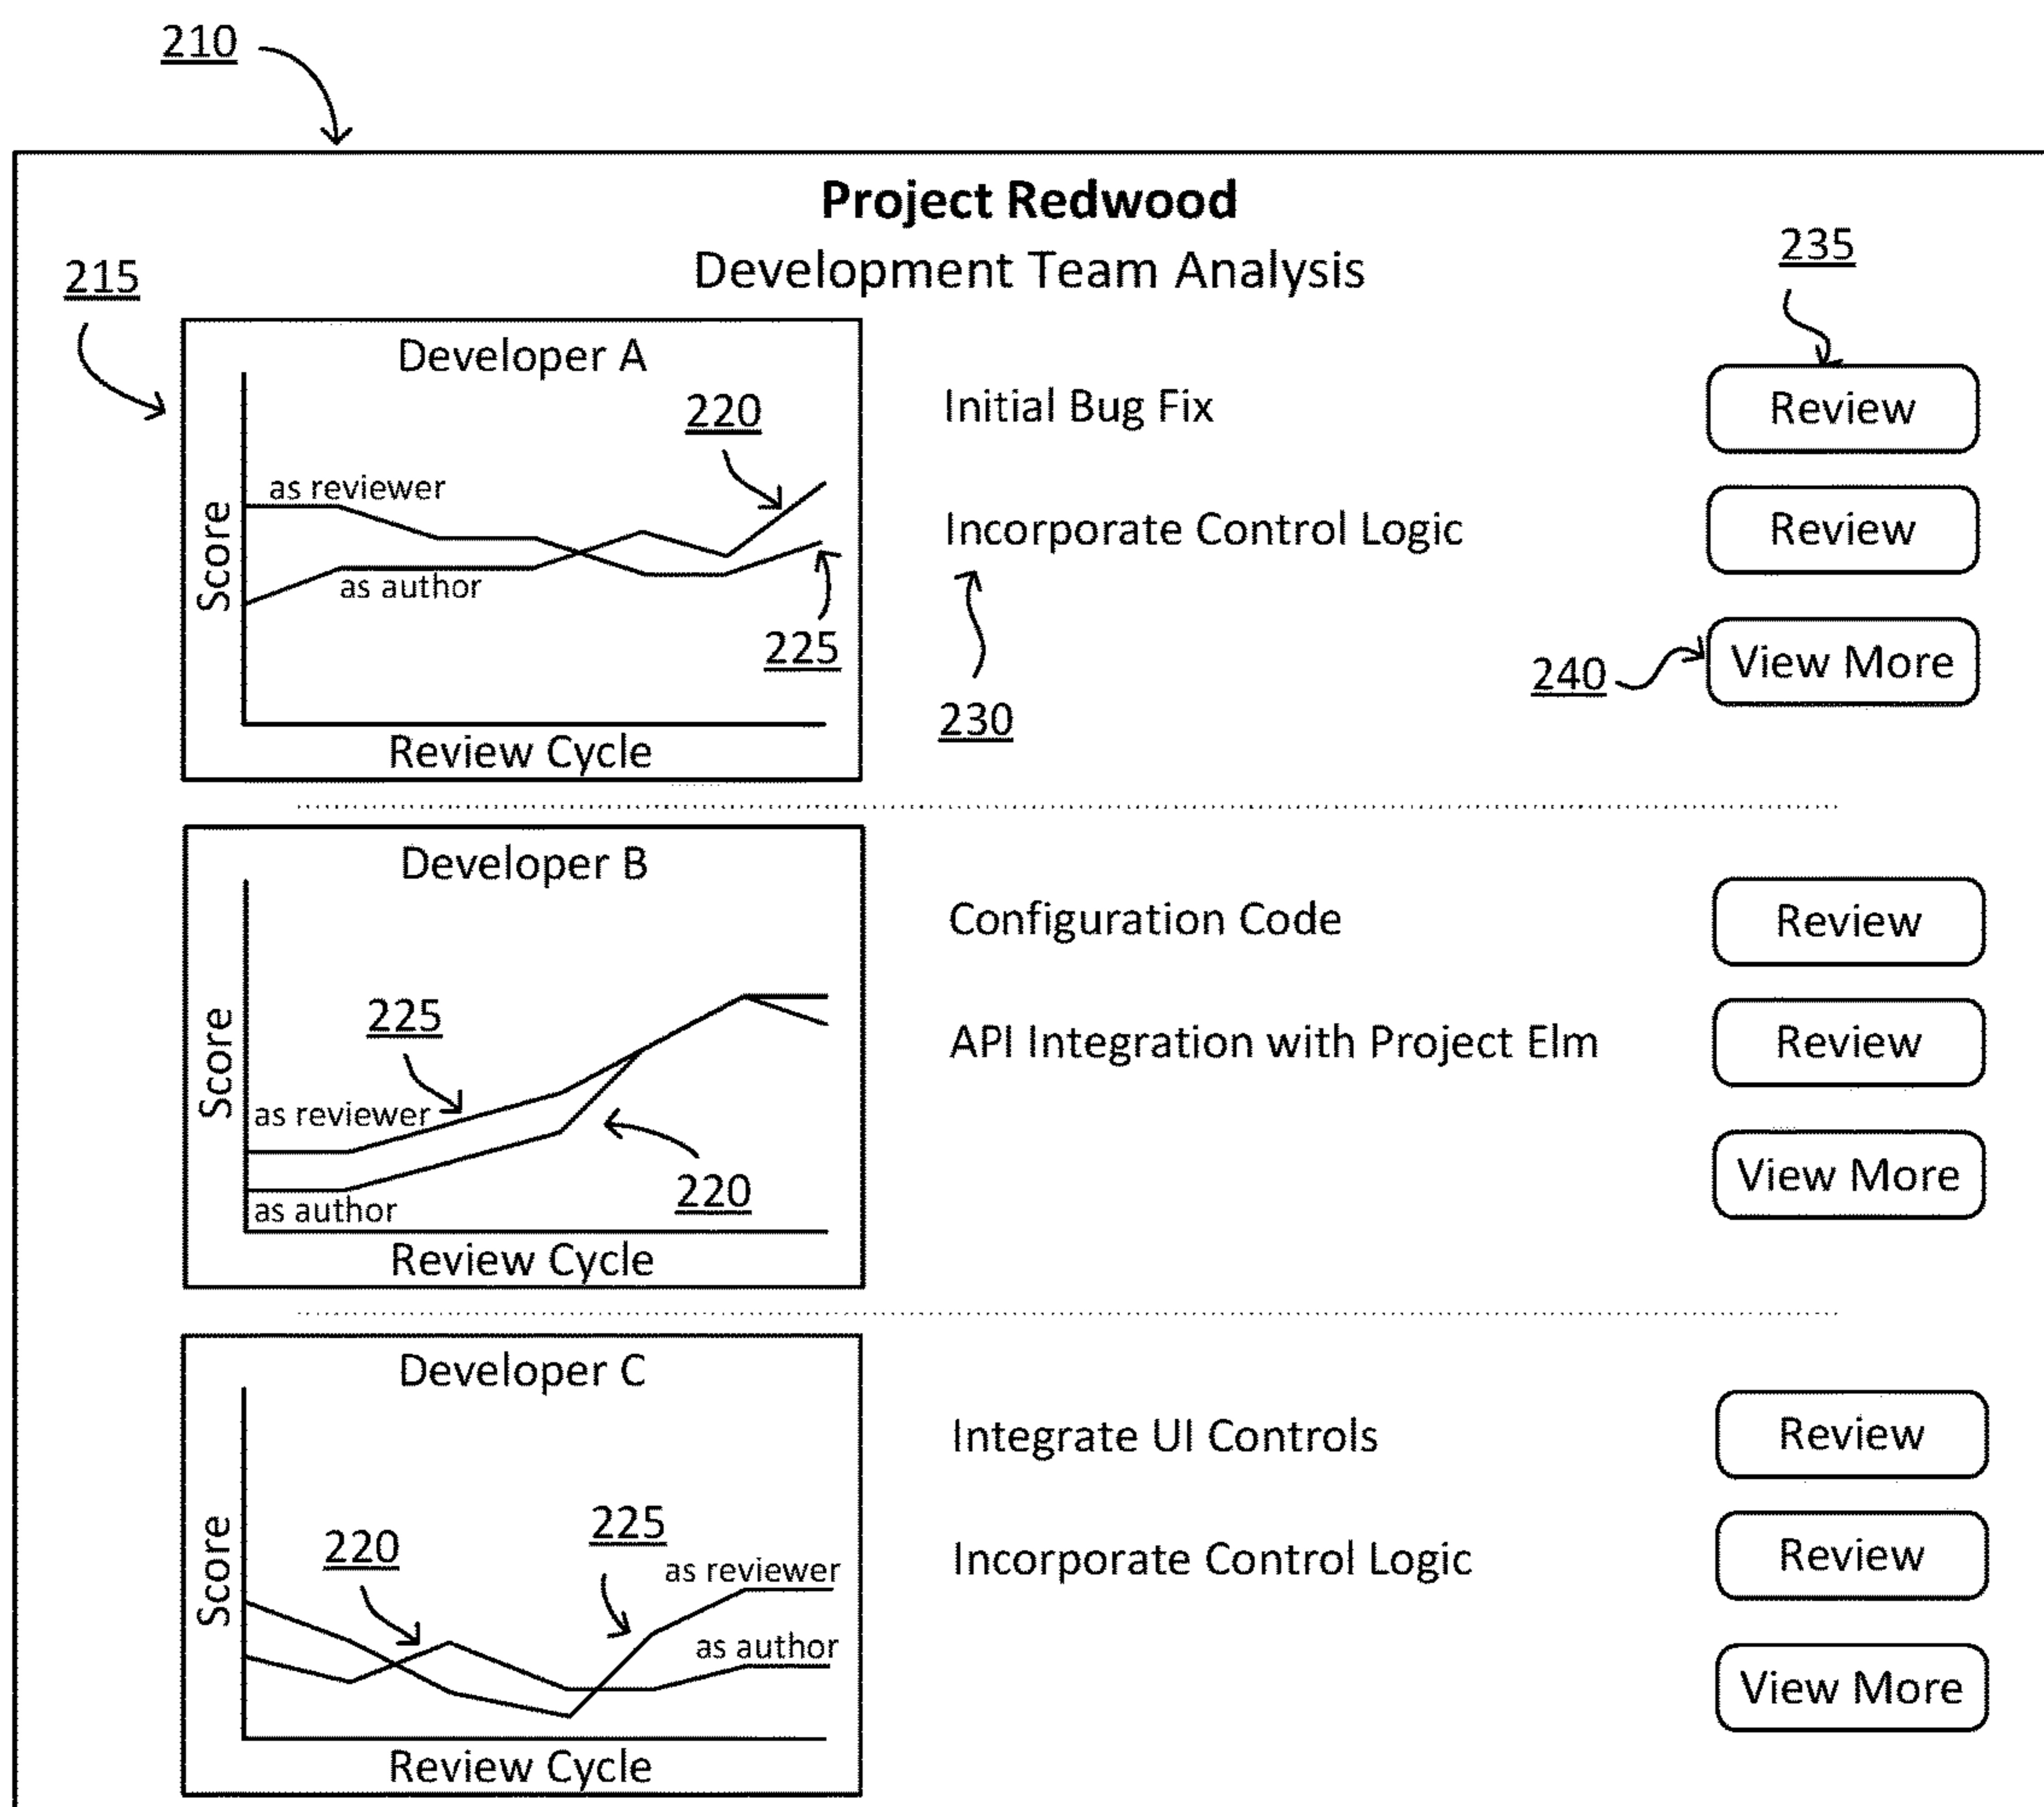 210
Project Redwood
Development Team Analysis
215
235
Developer A
220
as reviewer
as author
225
Score
Review Cycle
Initial Bug Fix
Review
Incorporate Control Logic
Review
230
240
View More
Developer B
225
as reviewer
220
as author
Score
Review Cycle
Configuration Code
Review
API Integration with Project Elm
Review
View More
Developer C
220
225
as reviewer
as author
Score
Review Cycle
Integrate UI Controls
Review
Incorporate Control Logic
Review
View More